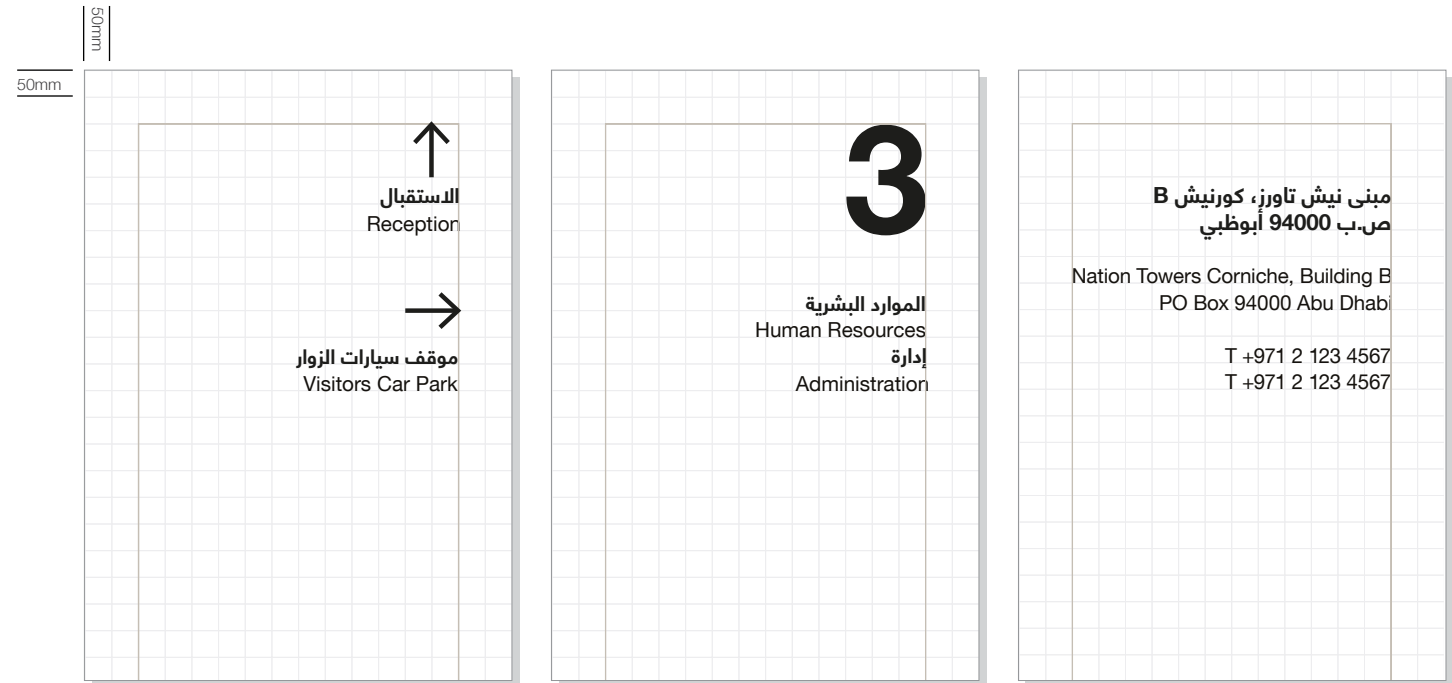 50mm
50mm
الاستقبال
Reception
موقف سيارات الزوار
Visitors Car Park
3
الموارد البشرية
Human Resources
إدارة
Administration
مبنى نيش تاورز، كورنيش B
ص.ب 94000 أبوظبي
Nation Towers Corniche, Building B
PO Box 94000 Abu Dhabi
T +971 2 123 4567
T +971 2 123 4567